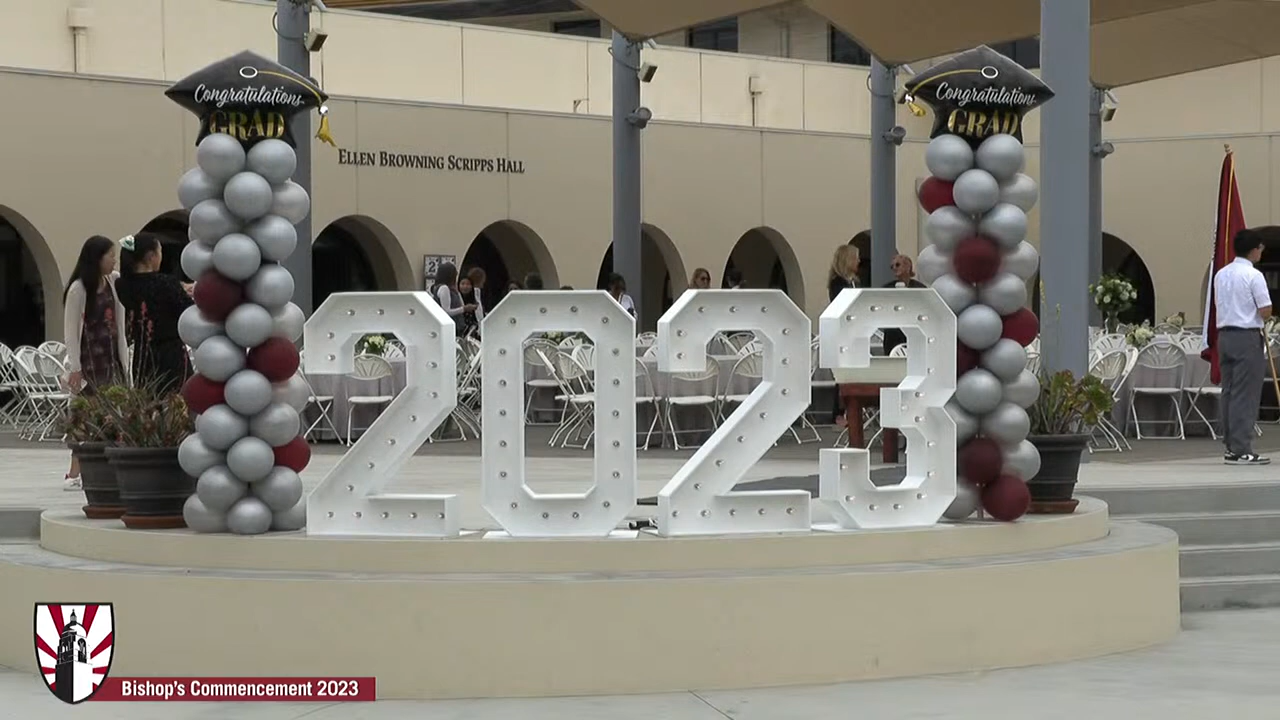 Congratulations
GRAD
Congratulations
GRAD
ELLEN BROWNING SCRIPPS HALL
2023
Bishop's Commencement 2023